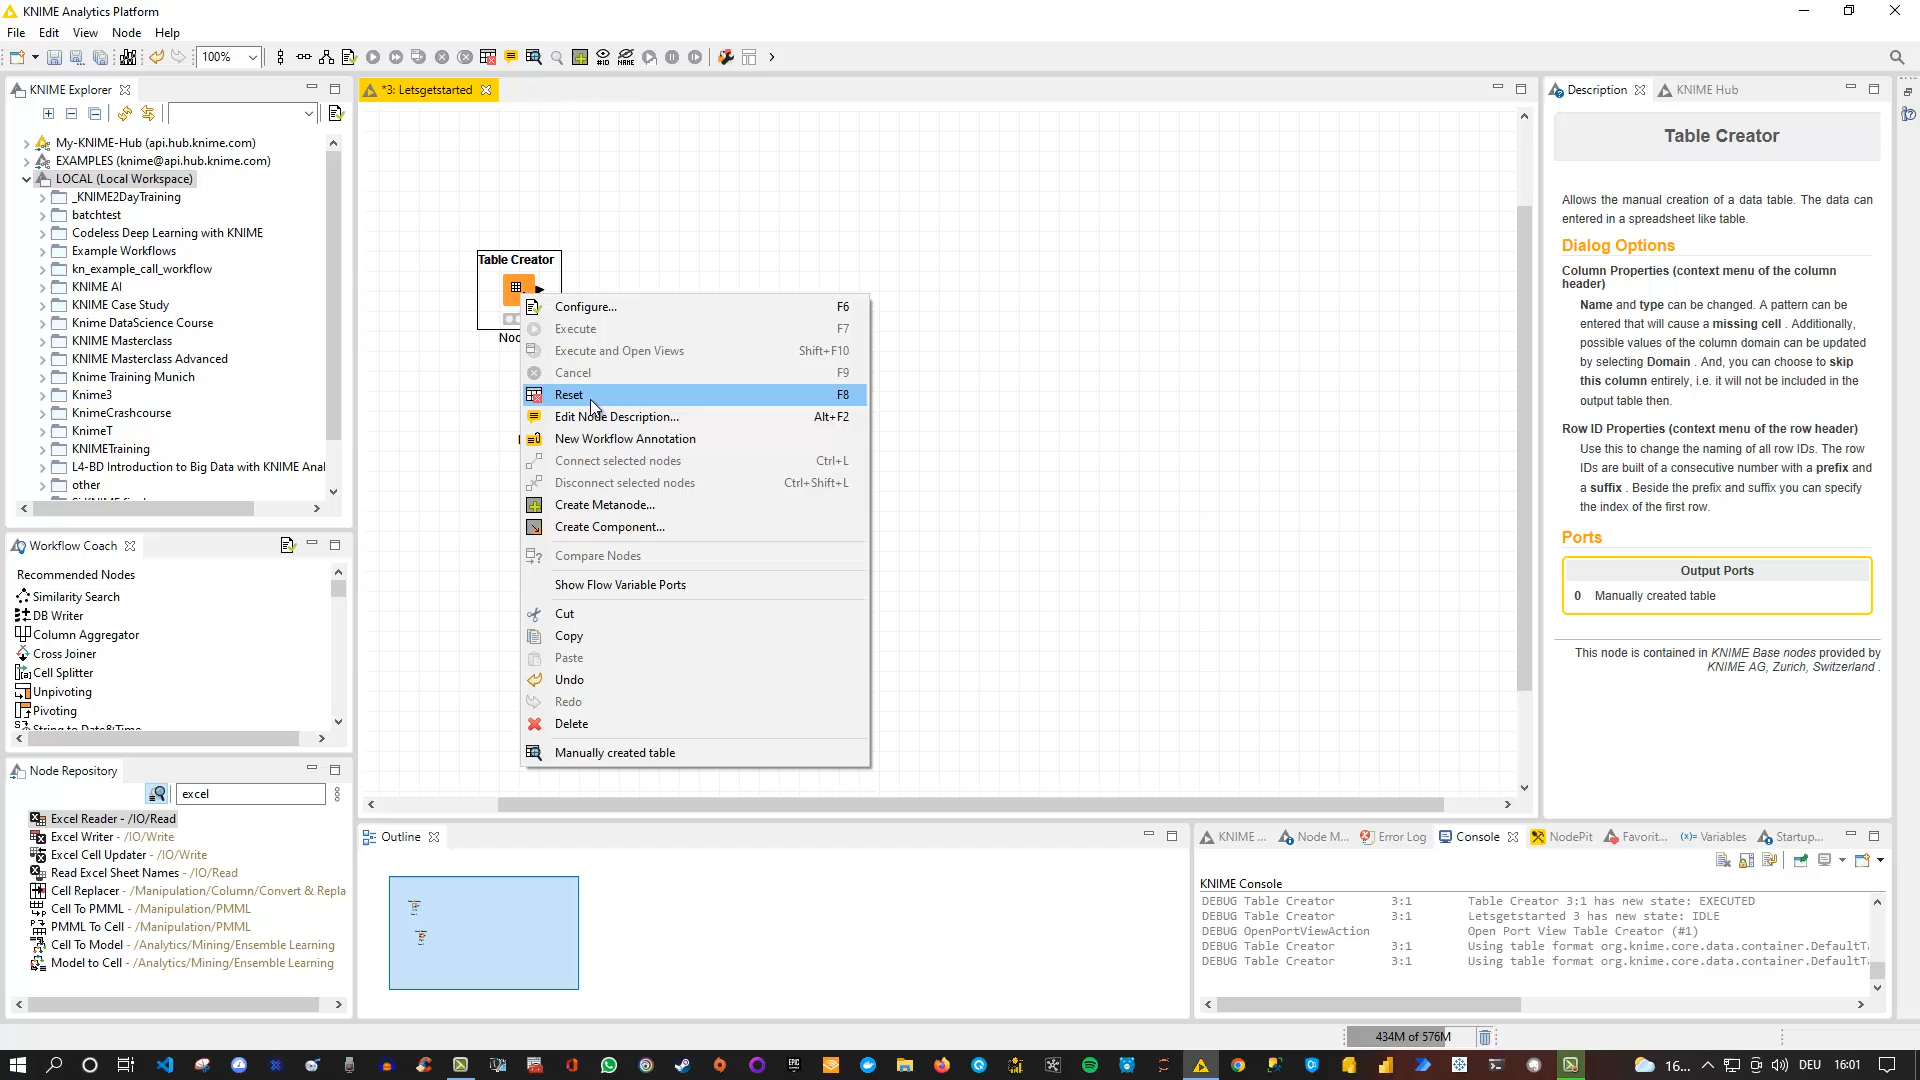 KNIME Analytics Platform
File Edit View Node Help
100%
KNIME Explorer
My-KNIME-Hub (api.hub.knime.com)
EXAMPLES (knime@api.hub.knime.com)
LOCAL (Local Workspace)
_KNIME2DayTraining
batchtest
Codeless Deep Learning with KNIME
Example Workflows
kn_example_call_workflow
KNIME AI
KNIME Case Study
Knime DataScience Course
KNIME Masterclass
KNIME Masterclass Advanced
Knime Training Munich
Knime3
KnimeCrashcourse
KnimeT
KNIMETraining
L4-BD Introduction to Big Data with KNIME Anal
other
Workflow Coach
Recommended Nodes
Similarity Search
DB Writer
Column Aggregator
Cross Joiner
Cell Splitter
Unpivoting
Pivoting
String to Date&Time
Node Repository
excel
Excel Reader - /IO/Read
Excel Writer - /IO/Write
Excel Cell Updater - /IO/Write
Read Excel Sheet Names - /IO/Read
Cell Replacer - /Manipulation/Column/Convert & Repla
Cell To PMML - /Manipulation/PMML
PMML To Cell - /Manipulation/PMML
Cell To Model - /Analytics/Mining/Ensemble Learning
Model to Cell - /Analytics/Mining/Ensemble Learning
*3: Letsgetstarted
Table Creator
Configure... F6
Execute F7
Execute and Open Views Shift+F10
Cancel F9
Reset F8
Edit Node Description... Alt+F2
New Workflow Annotation
Connect selected nodes Ctrl+L
Disconnect selected nodes Ctrl+Shift+L
Create Metanode...
Create Component...
Compare Nodes
Show Flow Variable Ports
Cut
Copy
Paste
Undo
Redo
Delete
Manually created table
Outline
Description KNIME Hub
Table Creator
Allows the manual creation of a data table. The data can
entered in a spreadsheet like table.
Dialog Options
Column Properties (context menu of the column
header)
Name and type can be changed. A pattern can be
entered that will cause a missing cell . Additionally,
possible values of the column domain can be updated
by selecting Domain . And, you can choose to skip
this column entirely, i.e. it will not be included in the
output table then.
Row ID Properties (context menu of the row header)
Use this to change the naming of all row IDs. The row
IDs are built of a consecutive number with a prefix and
a suffix . Beside the prefix and suffix you can specify
the index of the first row.
Ports
Output Ports
0 Manually created table
This node is contained in KNIME Base nodes provided by
KNIME AG, Zurich, Switzerland .
KNIME ... Node M... Error Log Console NodePit Favorit... (x)= Variables Startup...
KNIME Console
DEBUG Table Creator 3:1 Table Creator 3:1 has new state: EXECUTED
DEBUG Table Creator 3:1 Letsgetstarted 3 has new state: IDLE
DEBUG OpenPortViewAction Open Port View Table Creator (#1)
DEBUG Table Creator 3:1 Using table format org.knime.core.data.container.DefaultTa
DEBUG Table Creator 3:1 Using table format org.knime.core.data.container.DefaultTa
434M of 576M
16... DEU 16:01